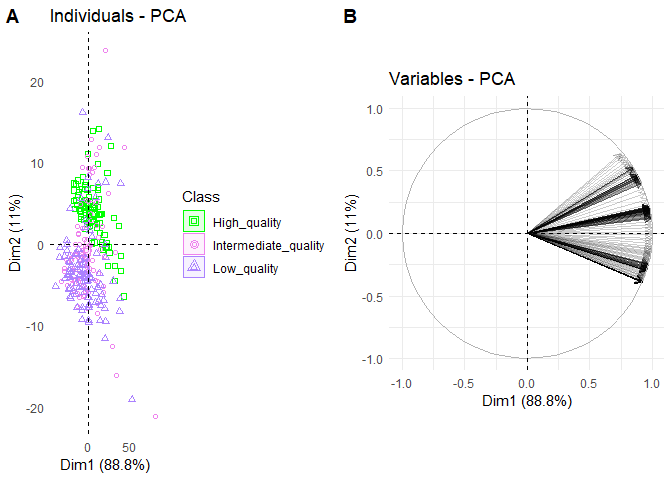 A
Individuals - PCA
20
10
0
-10
-20
Dim2 (11%)
0
50
Dim1 (88.8%)
Class
High_quality
Intermediate_quality
Low_quality
B
Variables - PCA
1.0
0.5
0.0
-0.5
-1.0
Dim2 (11%)
-1.0
-0.5
0.0
0.5
1.0
Dim1 (88.8%)